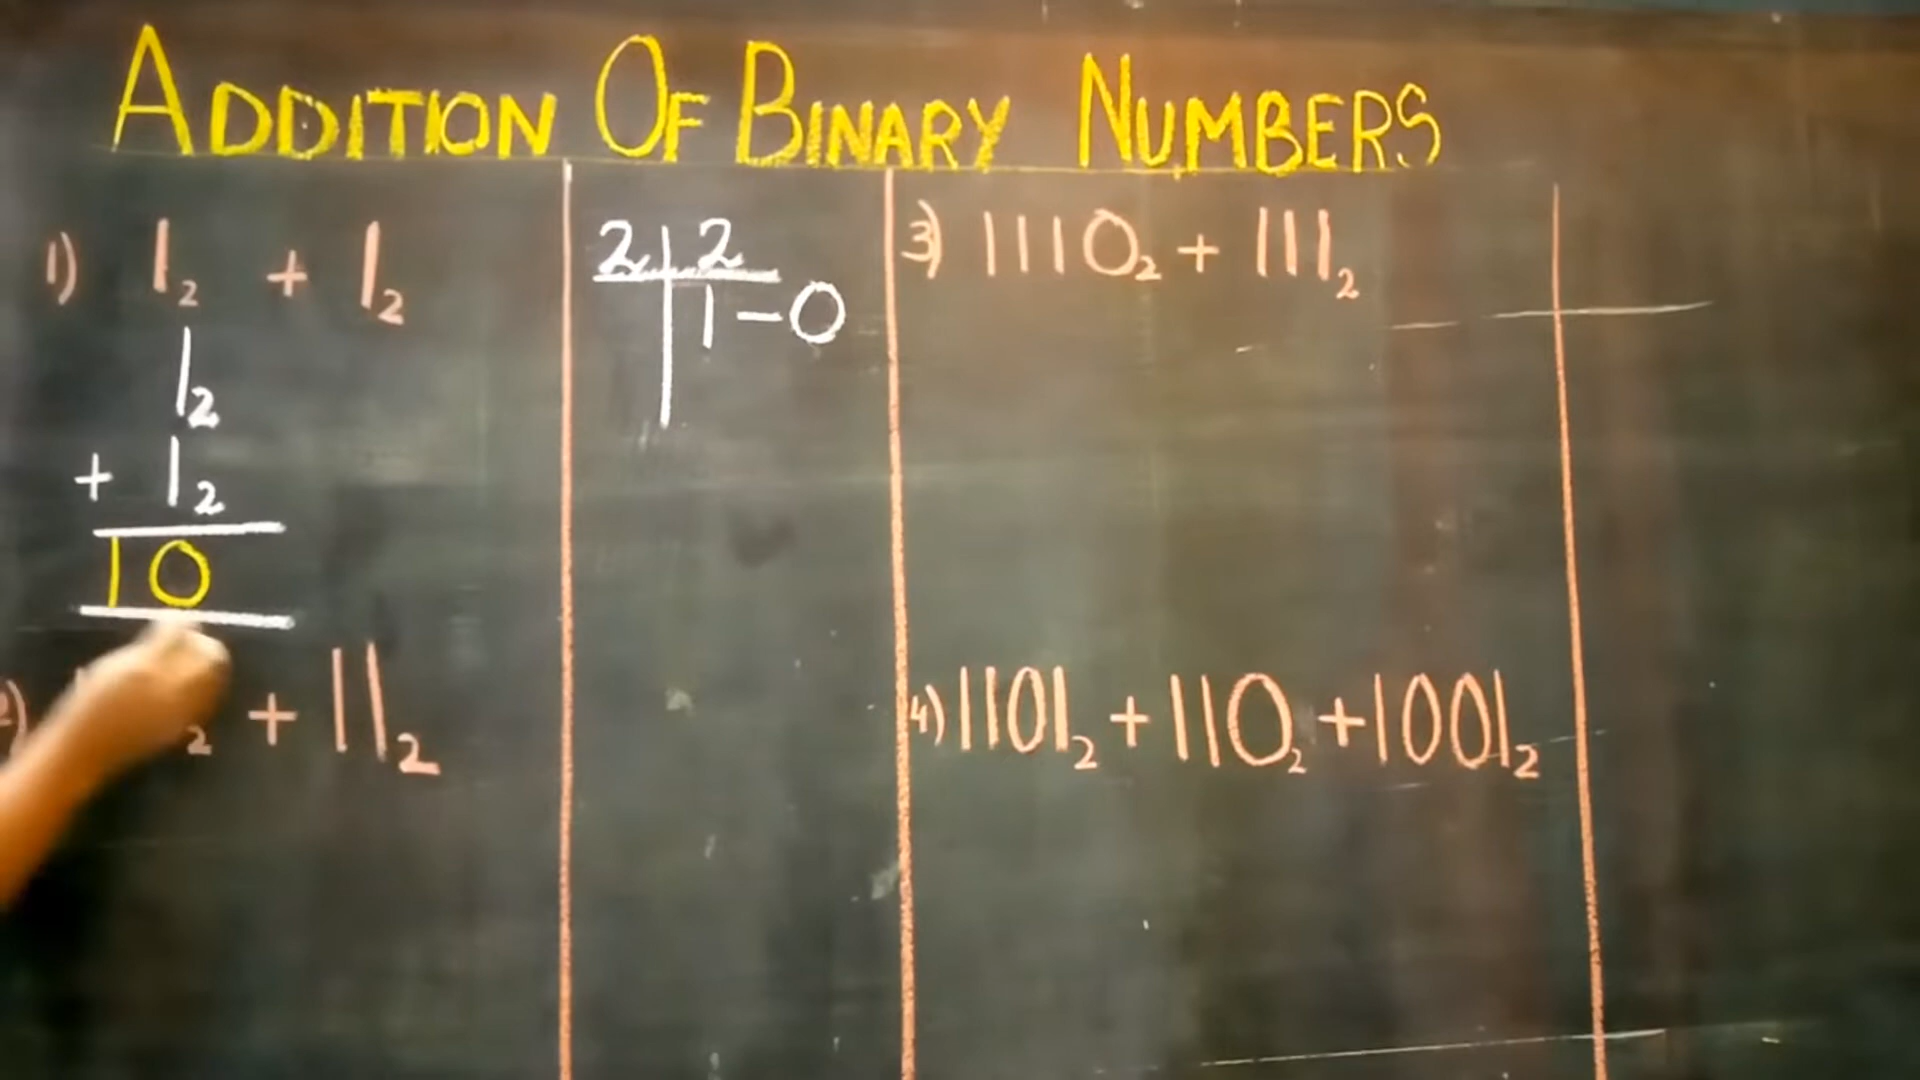 ADDITION OF BINARY NUMBERS
1) 1₂ + 1₂
1₂
+ 1₂
10
₂ + 11₂
2 | 2
1 – 0
3) 1110₂ + 111₂
4) 1101₂ + 110₂ + 1001₂